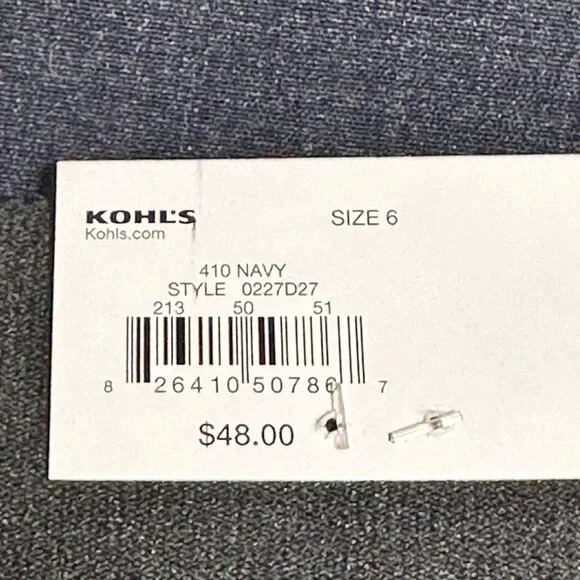 KOHL'S
Kohls.com
SIZE 6
410 NAVY
STYLE 0227D27
213 50 51
8 26410 50786 7
$48.00